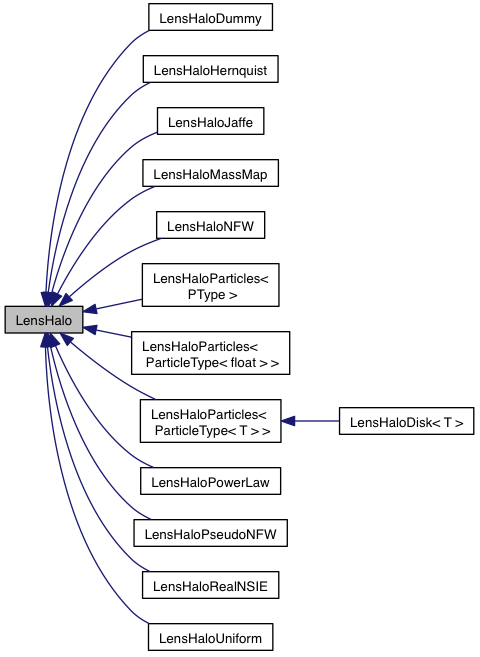 LensHaloDummy
LensHaloHernquist
LensHaloJaffe
LensHaloMassMap
LensHaloNFW
LensHaloParticles<
PType >
LensHalo
LensHaloParticles<
ParticleType< float > >
LensHaloParticles<
ParticleType< T > >
LensHaloDisk< T >
LensHaloPowerLaw
LensHaloPseudoNFW
LensHaloRealNSIE
LensHaloUniform